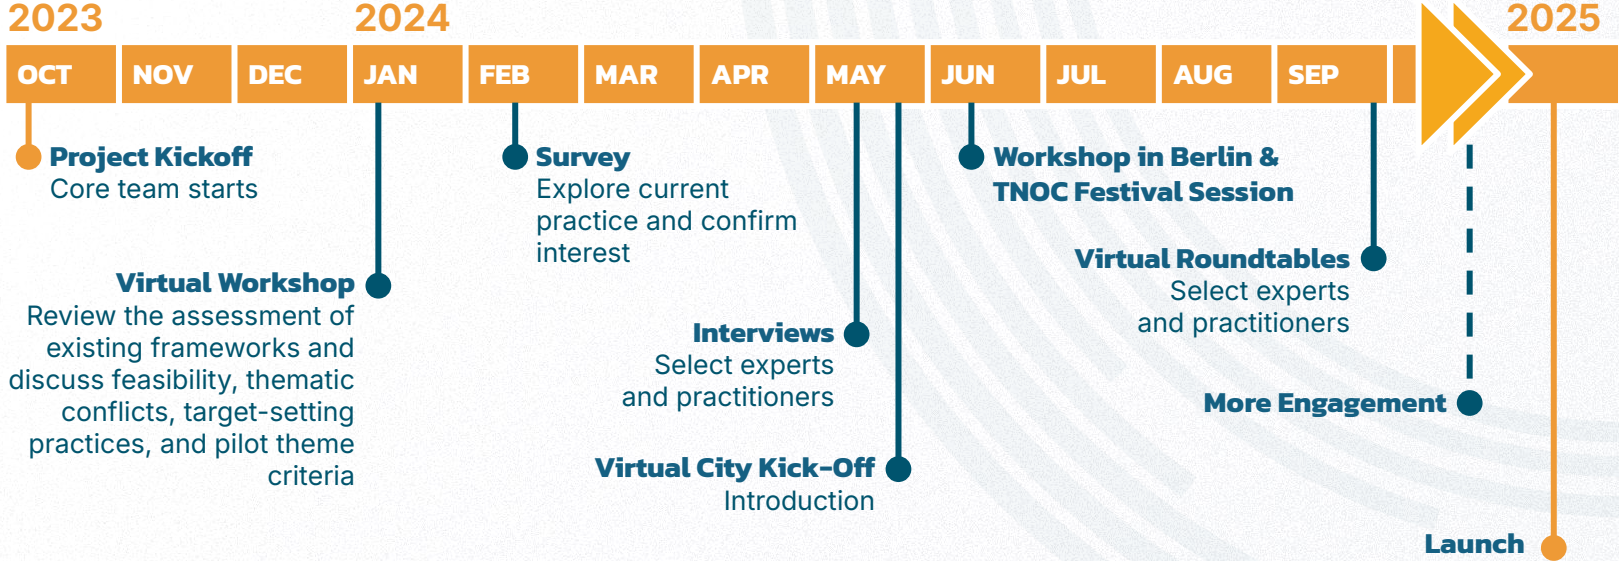 2023
2024
2025
OCT
NOV
DEC
JAN
FEB
MAR
APR
MAY
JUN
JUL
AUG
SEP
Project Kickoff
Core team starts
Virtual Workshop
Review the assessment of
existing frameworks and
discuss feasibility, thematic
conflicts, target-setting
practices, and pilot theme
criteria
Survey
Explore current
practice and confirm
interest
Interviews
Select experts
and practitioners
Virtual City Kick-Off
Introduction
Workshop in Berlin &
TNOC Festival Session
Virtual Roundtables
Select experts
and practitioners
More Engagement
Launch